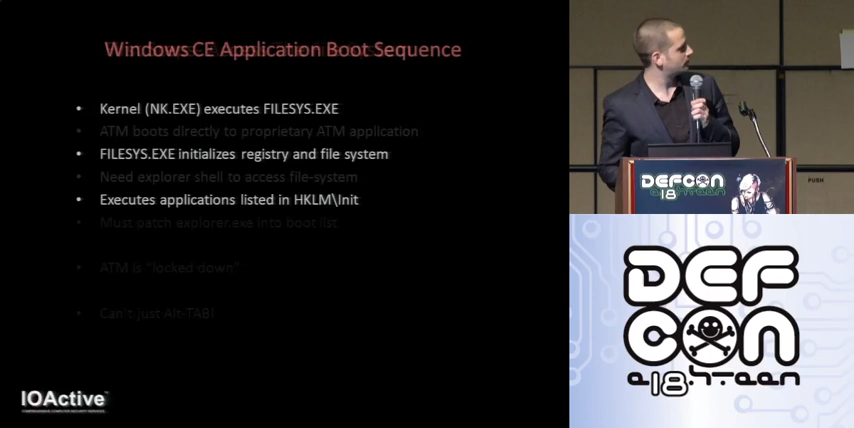 Windows CE Application Boot Sequence
• Kernel (NK.EXE) executes FILESYS.EXE
• ATM boots directly to proprietary ATM application
• FILESYS.EXE initializes registry and file system
• Need explorer shell to access file-system
• Executes applications listed in HKLM\Init
• Must patch explorer.exe into boot list
• ATM is "locked down"
• Can't just Alt-TAB!
IOActive
DEFCON
18
PUSH
DEF
CON
18